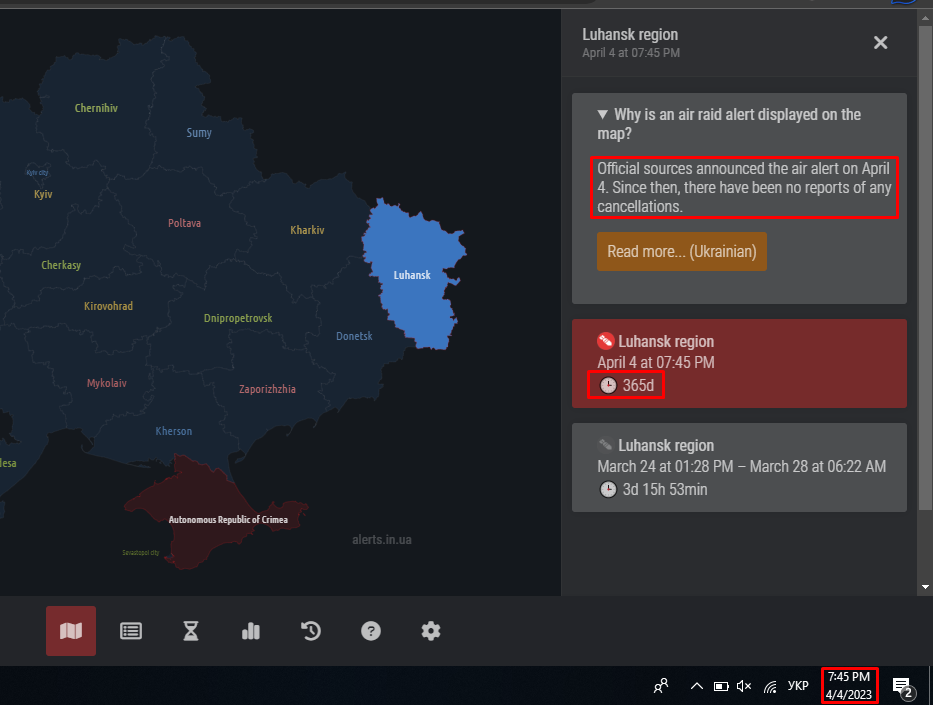 Luhansk region
April 4 at 07:45 PM
▼ Why is an air raid alert displayed on the
map?
Official sources announced the air alert on April
4. Since then, there have been no reports of any
cancellations.
Read more... (Ukrainian)
Luhansk region
April 4 at 07:45 PM
365d
Luhansk region
March 24 at 01:28 PM – March 28 at 06:22 AM
3d 15h 53min
Chernihiv
Sumy
Kyiv city
Kyiv
Poltava
Kharkiv
Cherkasy
Luhansk
Kirovohrad
Dnipropetrovsk
Donetsk
Mykolaiv
Zaporizhzhia
Kherson
desa
Autonomous Republic of Crimea
Sevastopol city
alerts.in.ua
УКР
7:45 PM
4/4/2023
2